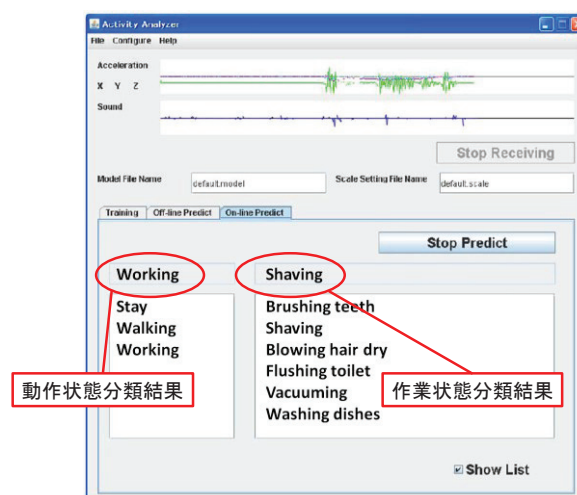 Activity Analyzer
File Configure Help
Acceleration
X Y Z
Sound
Stop Receiving
Model File Name
default.model
Scale Setting File Name
default.scale
Training
Off-line Predict
On-line Predict
Stop Predict
Working
Shaving
Stay
Walking
Working
Brushing teeth
Shaving
Blowing hair dry
Flushing toilet
Vacuuming
Washing dishes
動作状態分類結果
作業状態分類結果
Show List